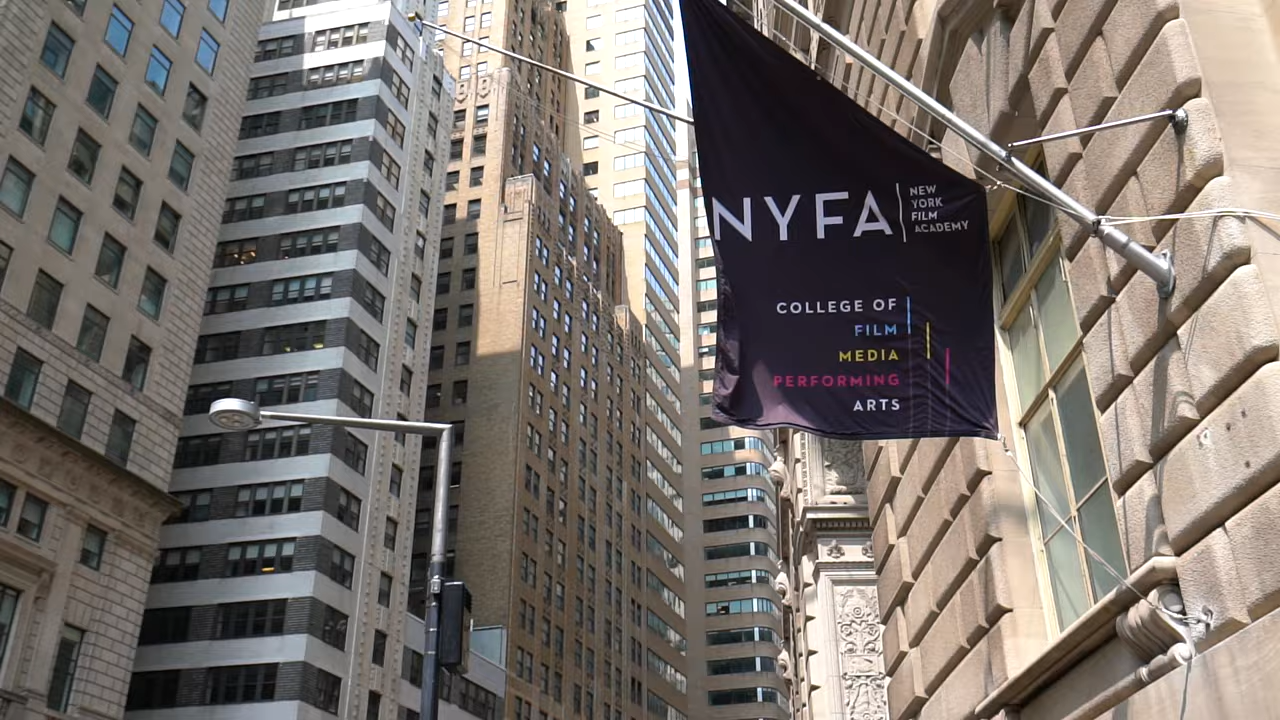 NYFA
NEW
YORK
FILM
ACADEMY
COLLEGE OF
FILM
MEDIA
PERFORMING
ARTS